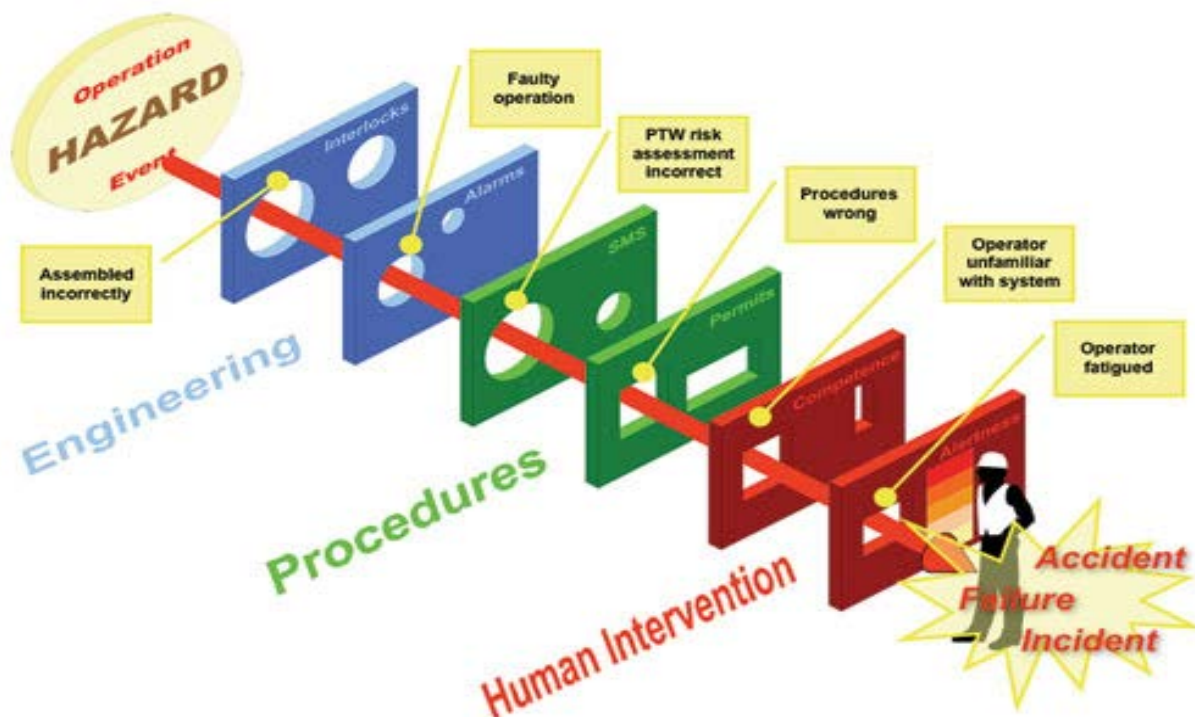 Operation
HAZARD
Event
Interlocks
Alarms
SMS
Permits
Competence
Alertness
Assembled
incorrectly
Faulty
operation
PTW risk
assessment
incorrect
Procedures
wrong
Operator
unfamiliar
with system
Operator
fatigued
Engineering
Procedures
Human Intervention
Accident
Failure
Incident